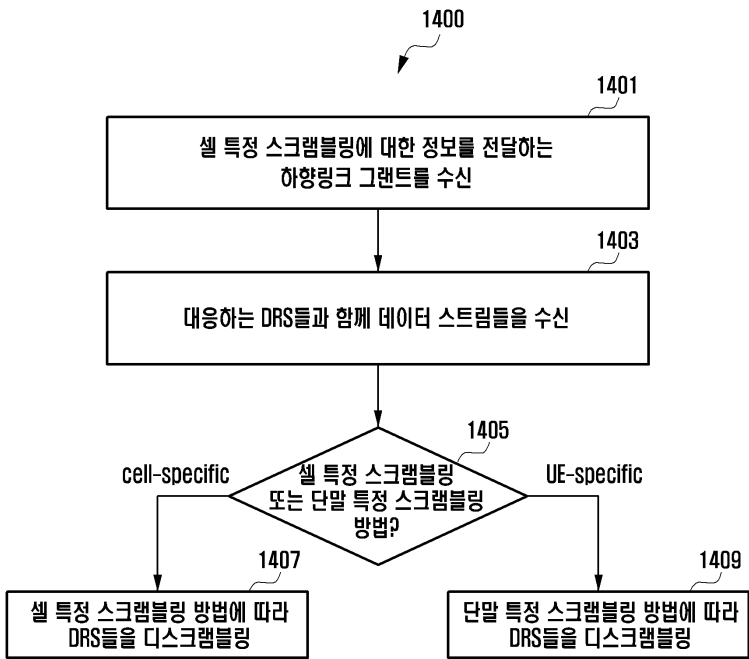 1400
1401
셀 특정 스크램블링에 대한 정보를 전달하는
하향링크 그랜트를 수신
1403
대응하는 DRS들과 함께 데이터 스트림들을 수신
1405
cell-specific
셀 특정 스크램블링
또는 단말 특정 스크램블링
방법?
UE-specific
1407
셀 특정 스크램블링 방법에 따라
DRS들을 디스크램블링
1409
단말 특정 스크램블링 방법에 따라
DRS들을 디스크램블링